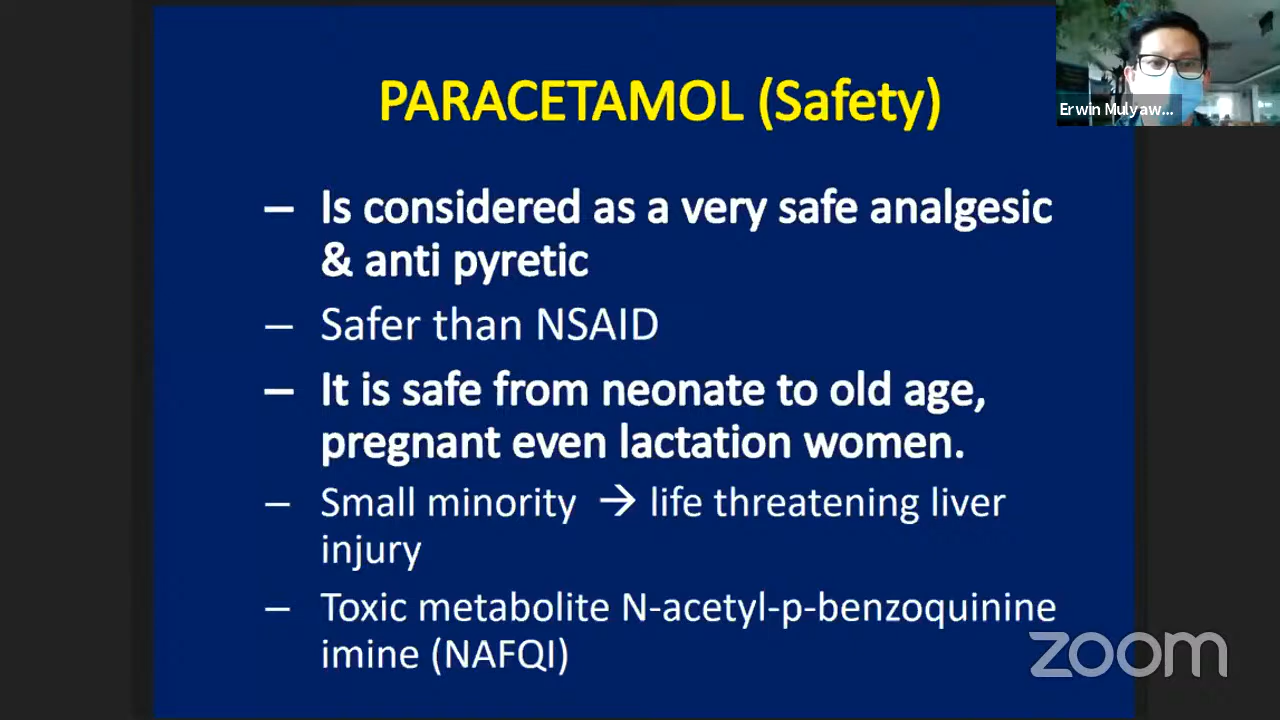 PARACETAMOL (Safety)
Erwin Mulyaw...
– Is considered as a very safe analgesic
& anti pyretic
– Safer than NSAID
– It is safe from neonate to old age,
pregnant even lactation women.
– Small minority → life threatening liver
injury
– Toxic metabolite N-acetyl-p-benzoquinine
imine (NAFQI)
zoom